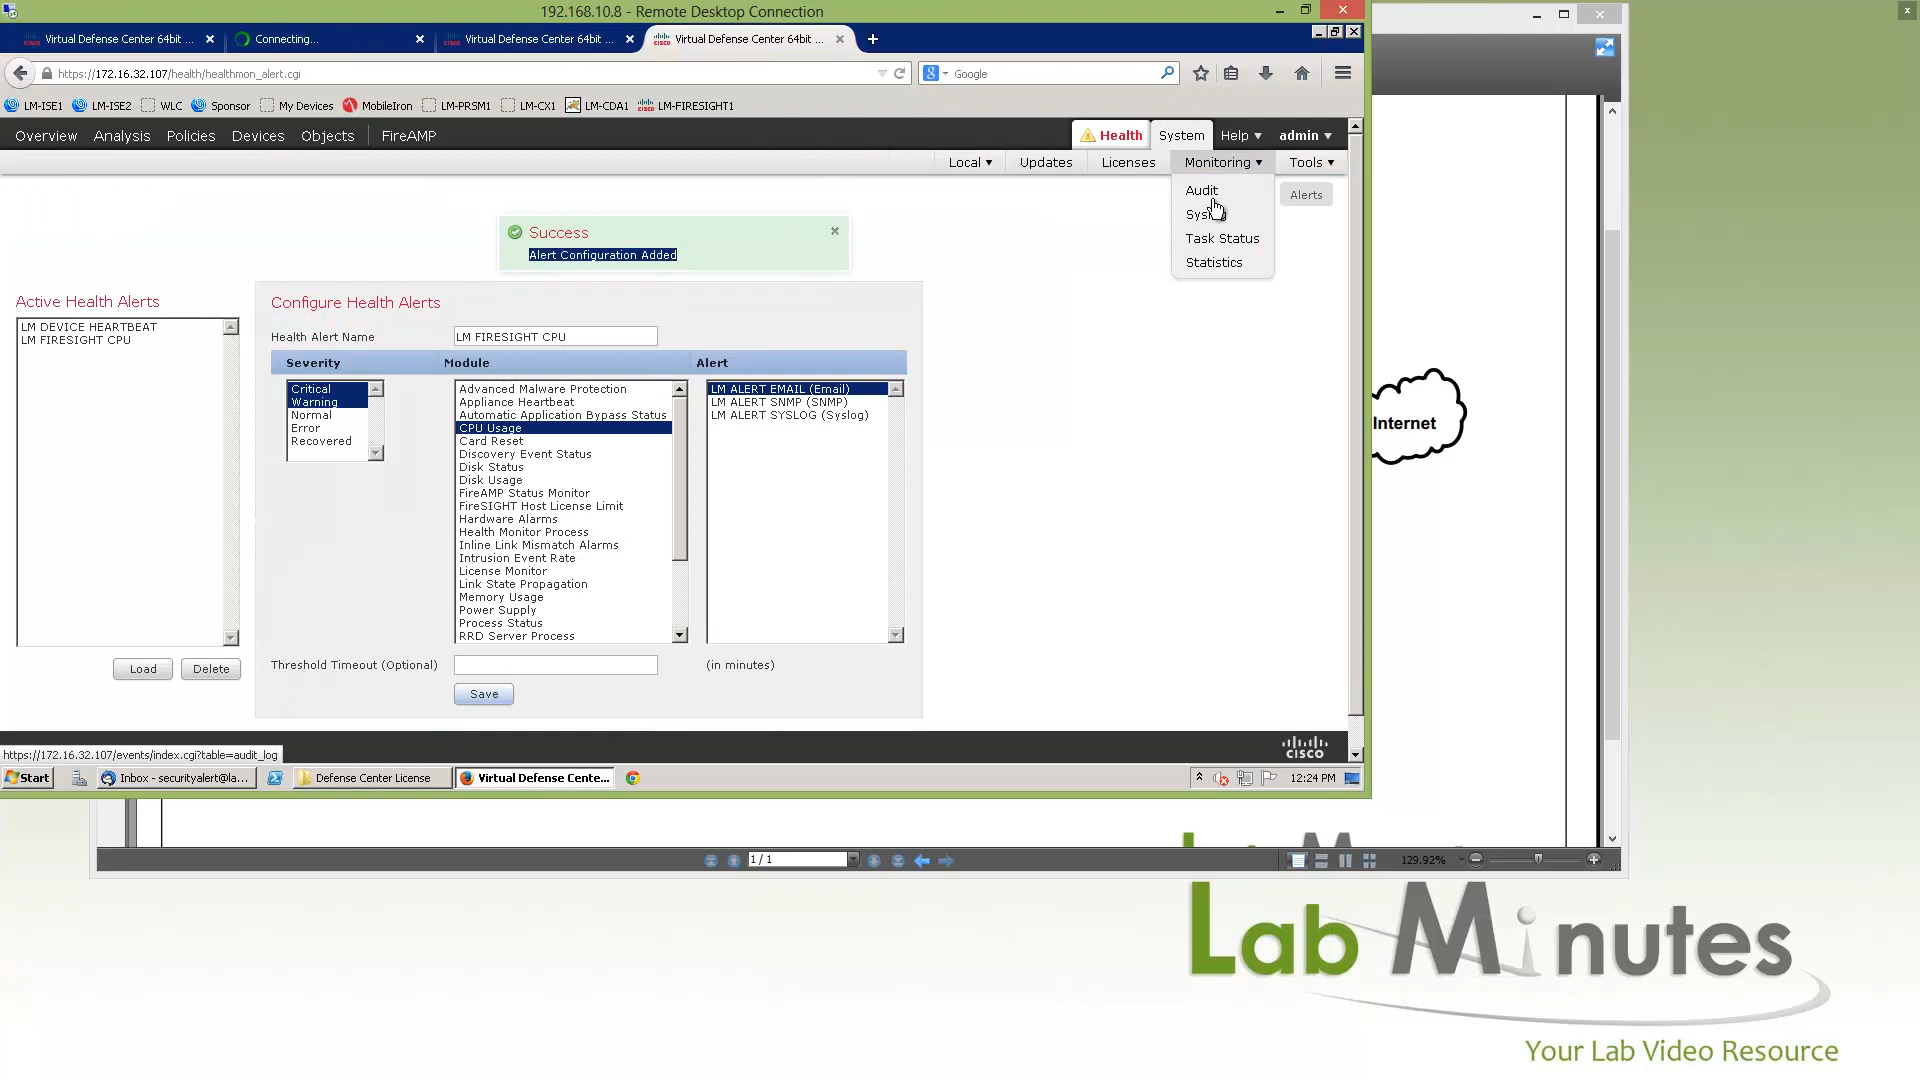 192.168.10.8 - Remote Desktop Connection
Virtual Defense Center 64bit ...
Connecting...
Virtual Defense Center 64bit ...
Virtual Defense Center 64bit ...
https://172.16.32.107/health/healthmon_alert.cgi
Google
LM-ISE1
LM-ISE2
WLC
Sponsor
My Devices
MobileIron
LM-PRSM1
LM-CX1
LM-CDA1
LM-FIRESIGHT1
Overview
Analysis
Policies
Devices
Objects
FireAMP
Health
System
Help
admin
Local
Updates
Licenses
Monitoring
Tools
Audit
Syslog
Task Status
Statistics
Alerts
Success
Alert Configuration Added
Active Health Alerts
LM DEVICE HEARTBEAT
LM FIRESIGHT CPU
Load
Delete
Configure Health Alerts
Health Alert Name
LM FIRESIGHT CPU
Severity
Module
Alert
Critical
Warning
Normal
Error
Recovered
Advanced Malware Protection
Appliance Heartbeat
Automatic Application Bypass Status
CPU Usage
Card Reset
Discovery Event Status
Disk Status
Disk Usage
FireAMP Status Monitor
FireSIGHT Host License Limit
Hardware Alarms
Health Monitor Process
Inline Link Mismatch Alarms
Intrusion Event Rate
License Monitor
Link State Propagation
Memory Usage
Power Supply
Process Status
RRD Server Process
LM ALERT EMAIL (Email)
LM ALERT SNMP (SNMP)
LM ALERT SYSLOG (Syslog)
Threshold Timeout (Optional)
(in minutes)
Save
https://172.16.32.107/events/index.cgi?table=audit_log
cisco
Start
Inbox - securityalert@la...
Defense Center License
Virtual Defense Cente...
12:24 PM
Internet
1 / 1
129.92%
Lab Minutes
Your Lab Video Resource